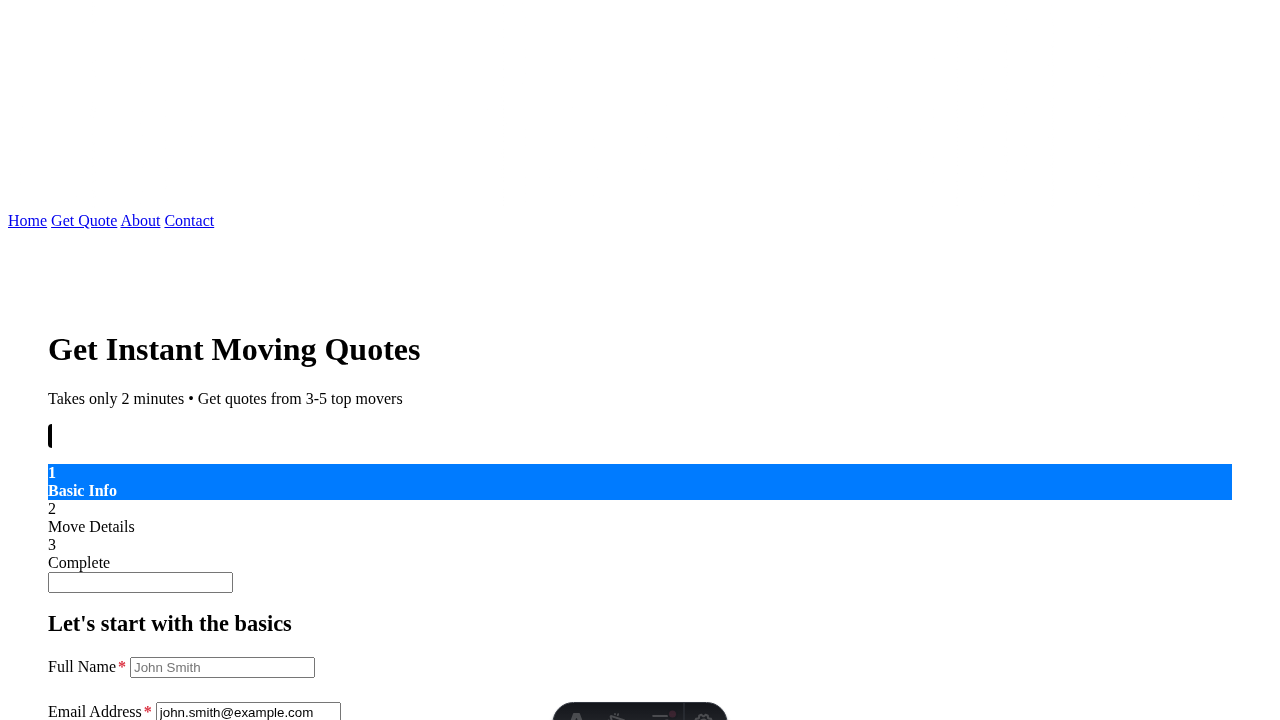 Home Get Quote About Contact
Get Instant Moving Quotes
Takes only 2 minutes • Get quotes from 3-5 top movers
1
Basic Info
2
Move Details
3
Complete
Let's start with the basics
Full Name * John Smith
Email Address * john.smith@example.com